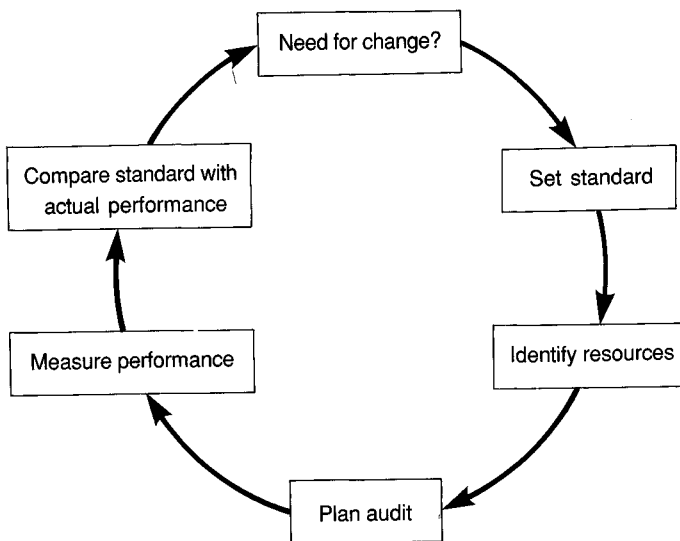 Need for change?
Set standard
Identify resources
Plan audit
Measure performance
Compare standard with
actual performance